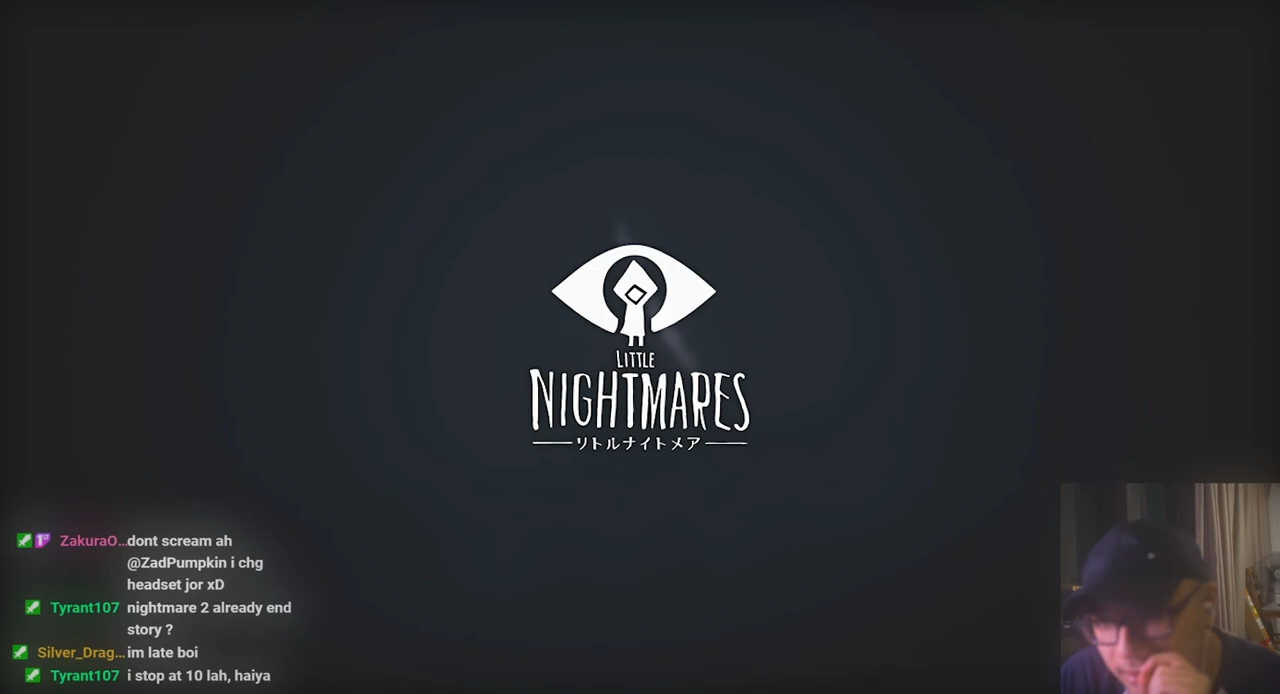 LITTLE
NIGHTMARES
リトルナイトメア
ZakuraO... dont scream ah
@ZadPumpkin i chg
headset jor xD
Tyrant107 nightmare 2 already end
story ?
Silver_Drag... im late boi
Tyrant107 i stop at 10 lah, haiya